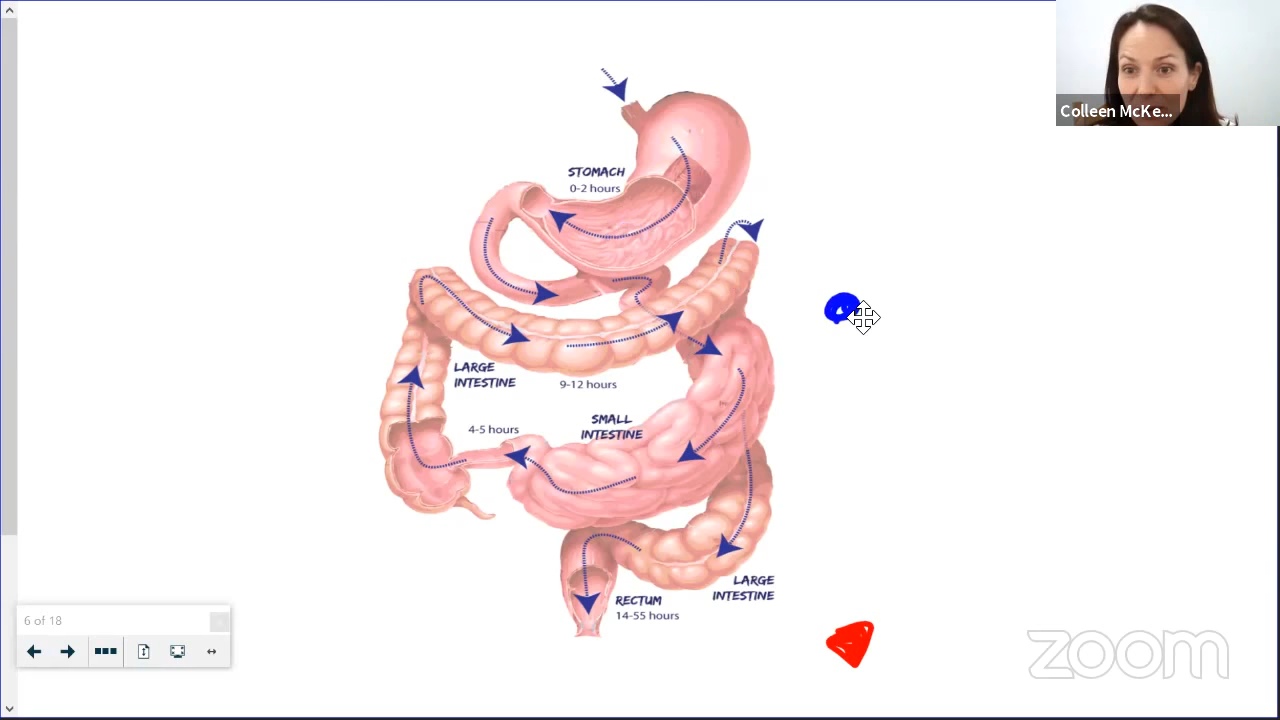 Colleen McKe...
STOMACH
0-2 hours
LARGE
INTESTINE
9-12 hours
SMALL
INTESTINE
4-5 hours
LARGE
INTESTINE
RECTUM
14-55 hours
6 of 18
zoom